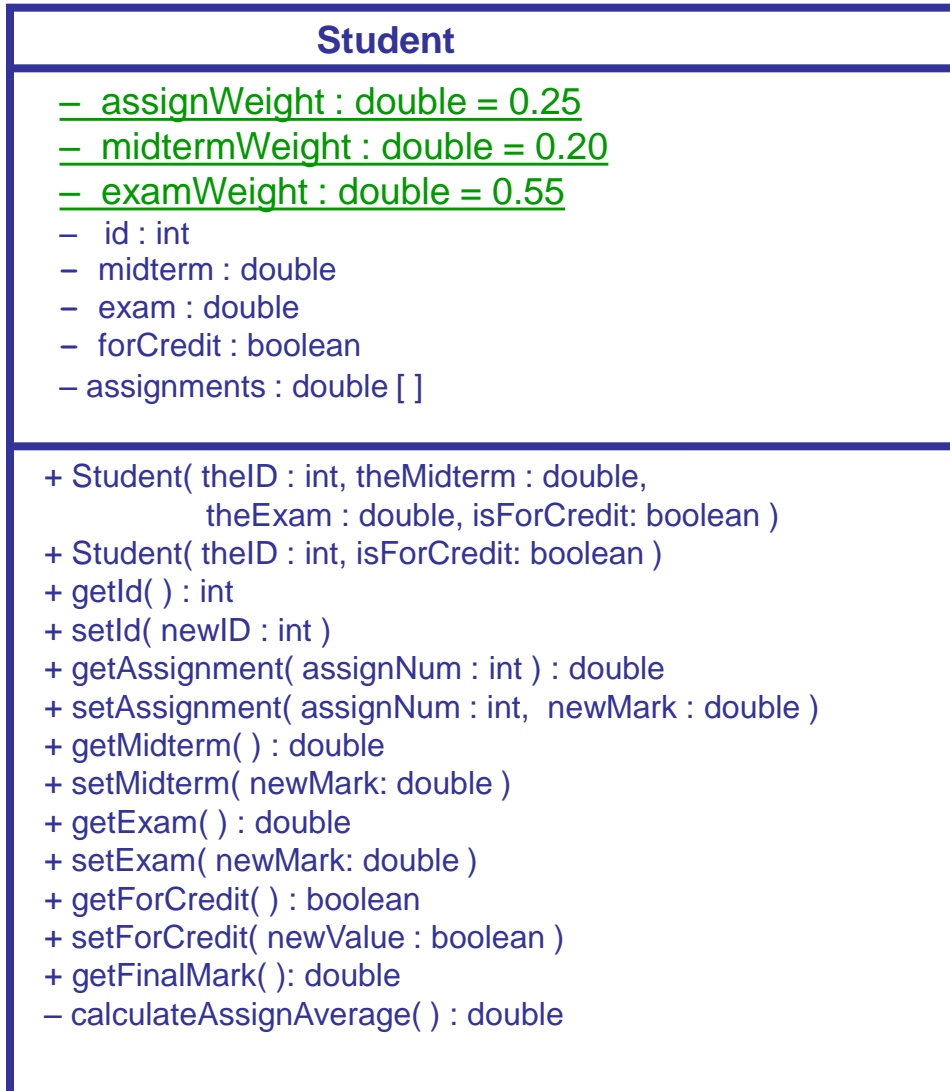 Student
– assignWeight : double = 0.25
– midtermWeight : double = 0.20
– examWeight : double = 0.55
– id : int
– midterm : double
– exam : double
– forCredit : boolean
– assignments : double [ ]
+ Student( theID : int, theMidterm : double,
theExam : double, isForCredit: boolean )
+ Student( theID : int, isForCredit: boolean )
+ getId( ) : int
+ setId( newID : int )
+ getAssignment( assignNum : int ) : double
+ setAssignment( assignNum : int, newMark : double )
+ getMidterm( ) : double
+ setMidterm( newMark: double )
+ getExam( ) : double
+ setExam( newMark: double )
+ getForCredit( ) : boolean
+ setForCredit( newValue : boolean )
+ getFinalMark( ): double
– calculateAssignAverage( ) : double